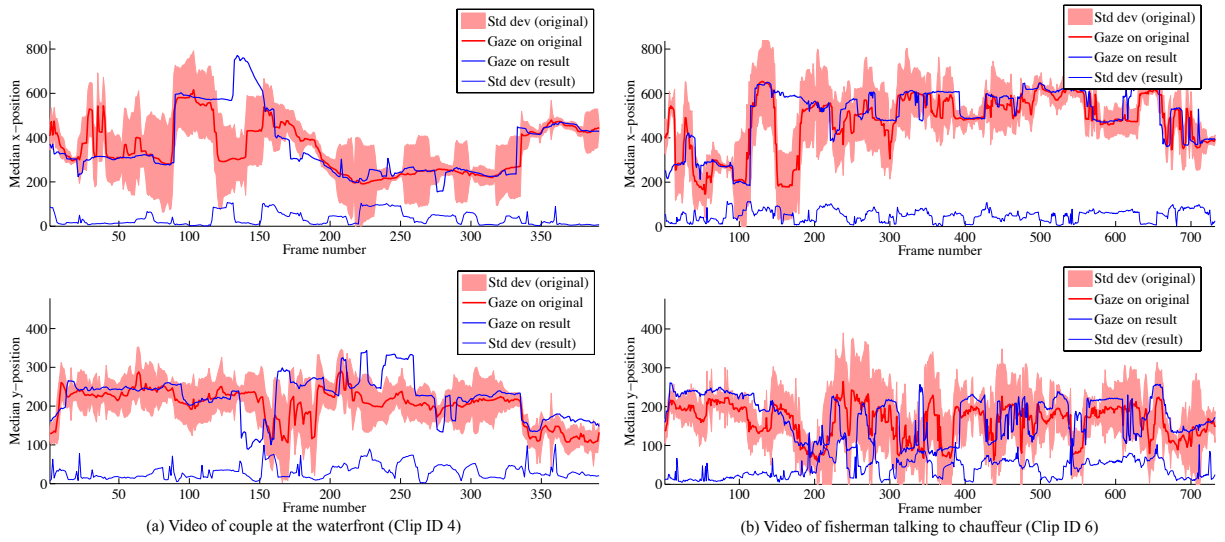 Std dev (original)
Gaze on original
Gaze on result
Std dev (result)
800
600
400
200
0
Median x-position
50 100 150 200 250 300 350
Frame number
Std dev (original)
Gaze on original
Gaze on result
Std dev (result)
800
600
400
200
0
Median x-position
100 200 300 400 500 600 700
Frame number
Std dev (original)
Gaze on original
Gaze on result
Std dev (result)
400
300
200
100
0
Median y-position
50 100 150 200 250 300 350
Frame number
(a) Video of couple at the waterfront (Clip ID 4)
Std dev (original)
Gaze on original
Gaze on result
Std dev (result)
400
300
200
100
0
Median y-position
100 200 300 400 500 600 700
Frame number
(b) Video of fisherman talking to chauffeur (Clip ID 6)